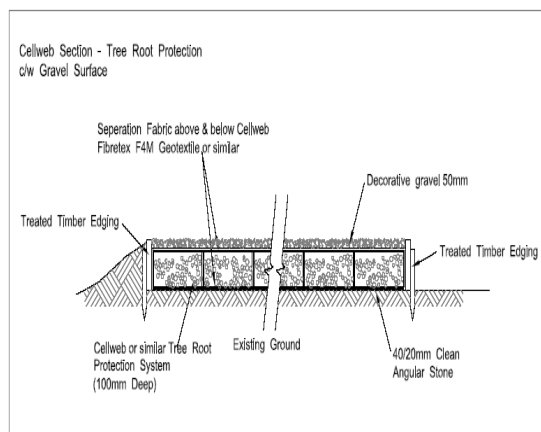 Cellweb Section - Tree Root Protection
c/w Gravel Surface
Seperation Fabric above & below Cellweb
Fibretex F4M Geotextile or similar
Decorative gravel 50mm
Treated Timber Edging
Treated Timber Edging
Cellweb or similar Tree Root
Protection System
(100mm Deep)
Existing Ground
40/20mm Clean
Angular Stone